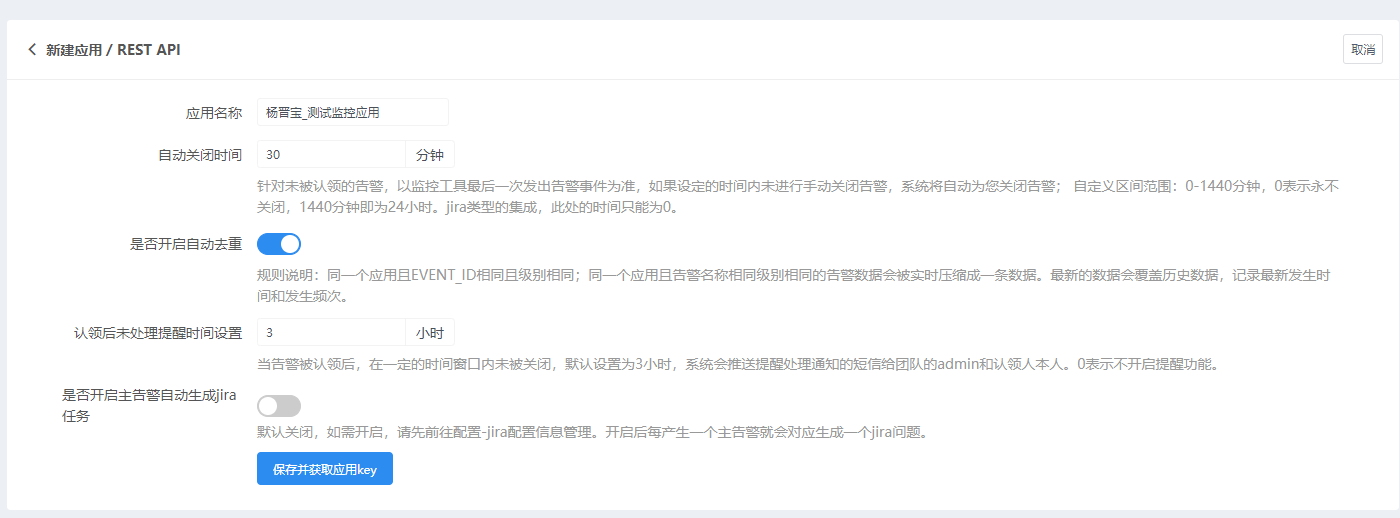 新建应用 / REST API
取消
应用名称
杨晋宝_测试监控应用
自动关闭时间
30
分钟
针对未被认领的告警，以监控工具最后一次发出告警事件为准，如果设定的时间内未进行手动关闭告警，系统将自动为您关闭告警； 自定义区间范围：0-1440分钟，0表示永不
关闭，1440分钟即为24小时。jira类型的集成，此处的时间只能为0。
是否开启自动去重
规则说明：同一个应用且EVENT_ID相同且级别相同；同一个应用且告警名称相同级别相同的告警数据会被实时压缩成一条数据。最新的数据会覆盖历史数据，记录最新发生时
间和发生频次。
认领后未处理提醒时间设置
3
小时
当告警被认领后，在一定的时间窗口内未被关闭，默认设置为3小时，系统会推送提醒处理通知的短信给团队的admin和认领人本人。0表示不开启提醒功能。
是否开启主告警自动生成jira
任务
默认关闭，如需开启，请先前往配置-jira配置信息管理。开启后每产生一个主告警就会对应生成一个jira问题。
保存并获取应用key